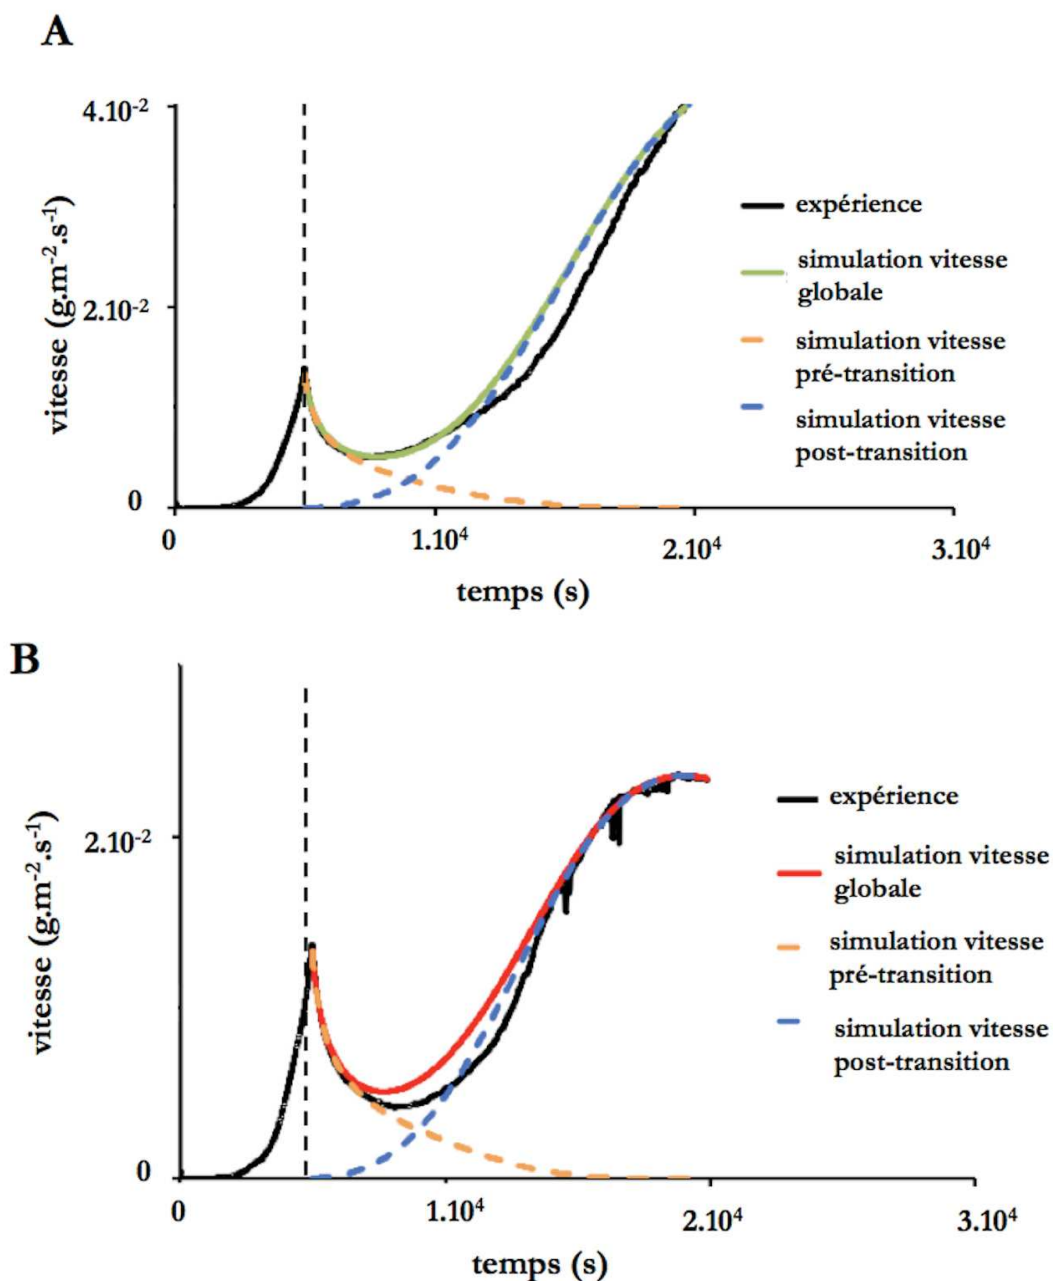 A
4.10⁻²
2.10⁻²
0
vitesse (g.m⁻².s⁻¹)
0
1.10⁴
2.10⁴
3.10⁴
temps (s)
expérience
simulation vitesse
globale
simulation vitesse
pré-transition
simulation vitesse
post-transition
B
2.10⁻²
0
vitesse (g.m⁻².s⁻¹)
0
1.10⁴
2.10⁴
3.10⁴
temps (s)
expérience
simulation vitesse
globale
simulation vitesse
pré-transition
simulation vitesse
post-transition